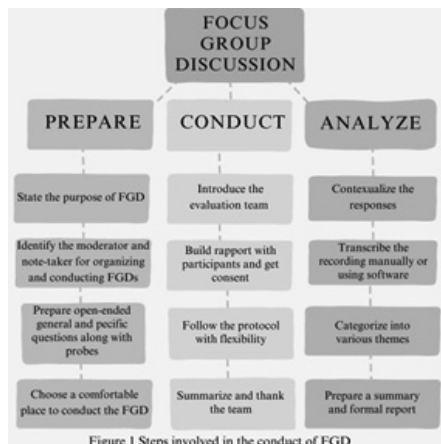 FOCUS
GROUP
DISCUSSION
PREPARE
CONDUCT
ANALYZE
State the purpose of FGD
Introduce the
evaluation team
Contexualize the
responses
Identify the moderator and
note-taker for organizing
and conducting FGDs
Build rapport with
participants and get
consent
Transcribe the
recording manually or
using software
Prepare open-ended
general and pecific
questions along with
probes
Follow the protocol
with flexibility
Categorize into
various themes
Choose a comfortable
place to conduct the FGD
Summarize and thank
the team
Prepare a summary
and formal report
Figure 1 Steps involved in the conduct of FGD